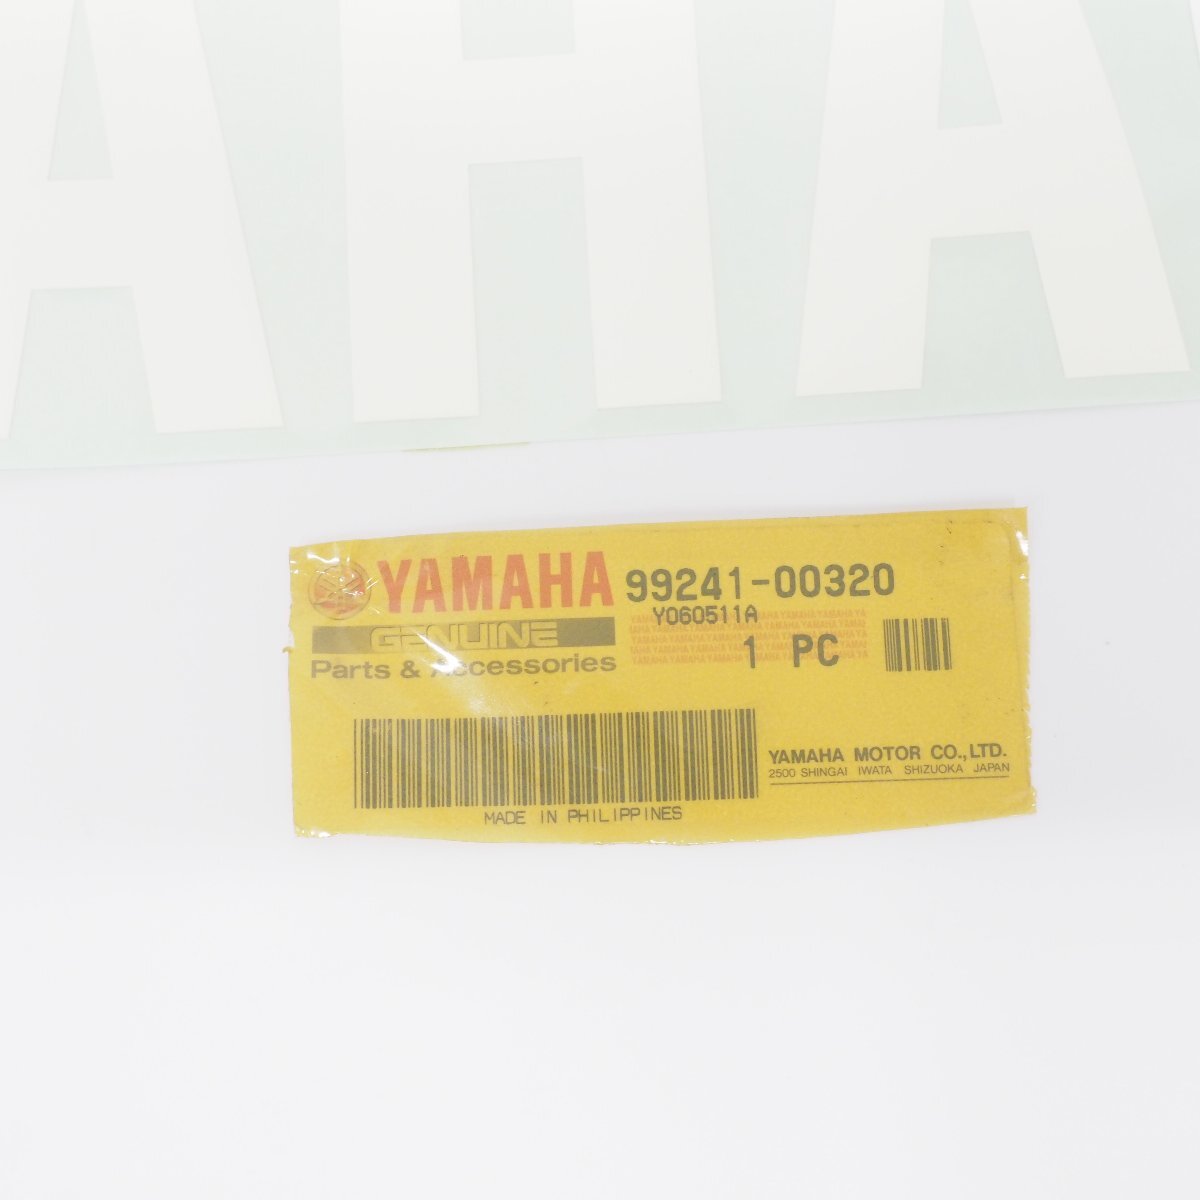 AHA
YAMAHA 99241-00320
Y060511A
GENUINE
Parts & Accessories
1 PC
YAMAHA MOTOR CO.,LTD.
2500 SHINGAI IWATA SHIZUOKA JAPAN
MADE IN PHILIPPINES